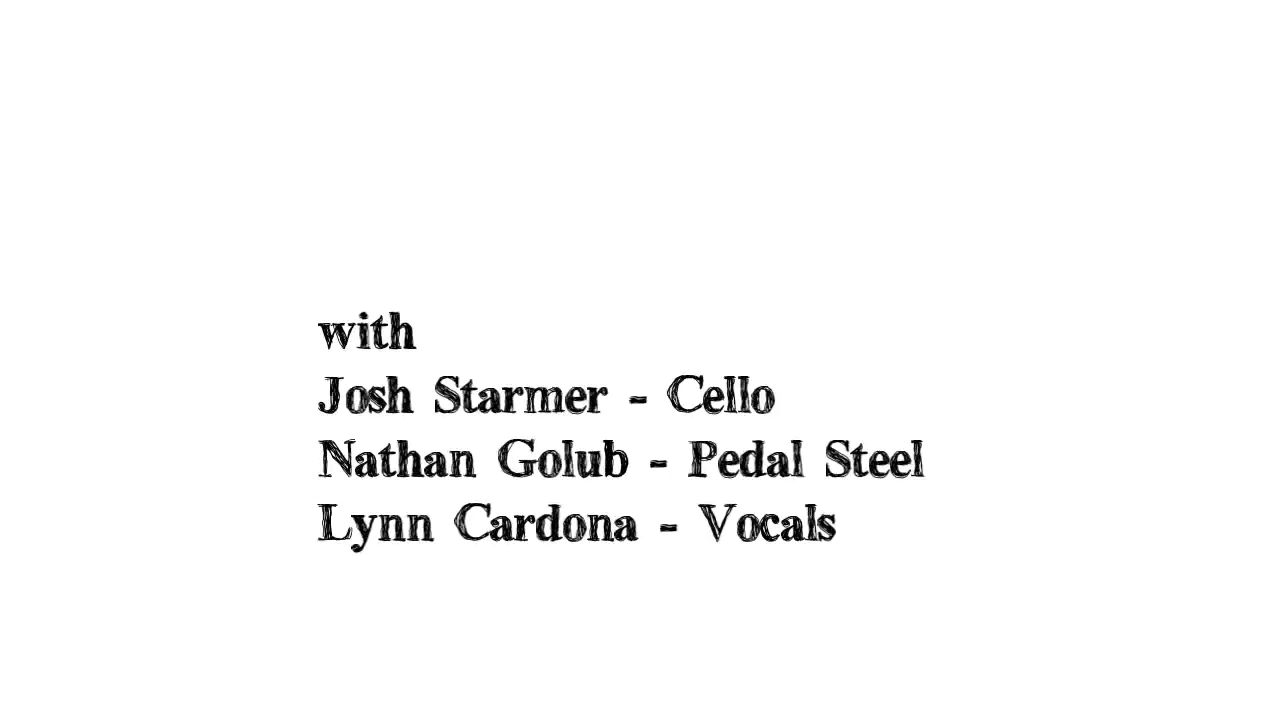 with
Josh Starmer - Cello
Nathan Golub - Pedal Steel
Lynn Cardona - Vocals